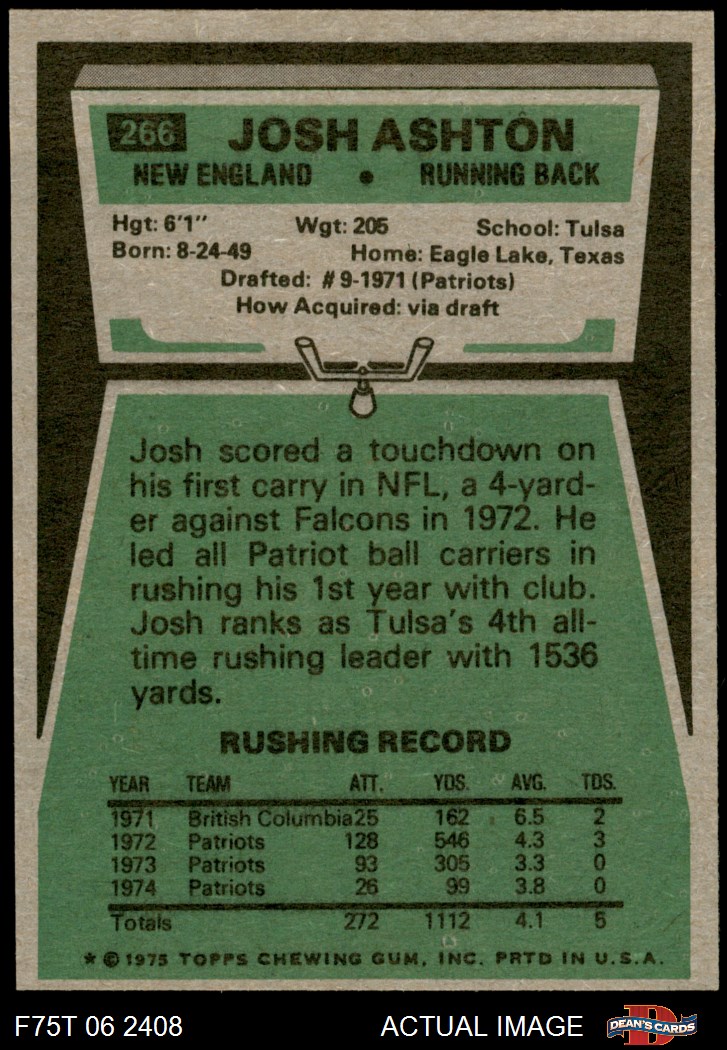 266 JOSH ASHTON
NEW ENGLAND • RUNNING BACK
Hgt: 6'1" Wgt: 205 School: Tulsa
Born: 8-24-49 Home: Eagle Lake, Texas
Drafted: #9-1971 (Patriots)
How Acquired: via draft
Josh scored a touchdown on
his first carry in NFL, a 4-yard-
er against Falcons in 1972. He
led all Patriot ball carriers in
rushing his 1st year with club.
Josh ranks as Tulsa's 4th all-
time rushing leader with 1536
yards.
RUSHING RECORD
YEAR TEAM ATT. YDS. AVG. TDS.
1971 British Columbia 25 162 6.5 2
1972 Patriots 128 546 4.3 3
1973 Patriots 93 305 3.3 0
1974 Patriots 26 99 3.8 0
Totals 272 1112 4.1 5
* © 1975 TOPPS CHEWING GUM, INC. PRTD IN U.S.A.
F75T 06 2408 ACTUAL IMAGE D DEAN'S CARDS